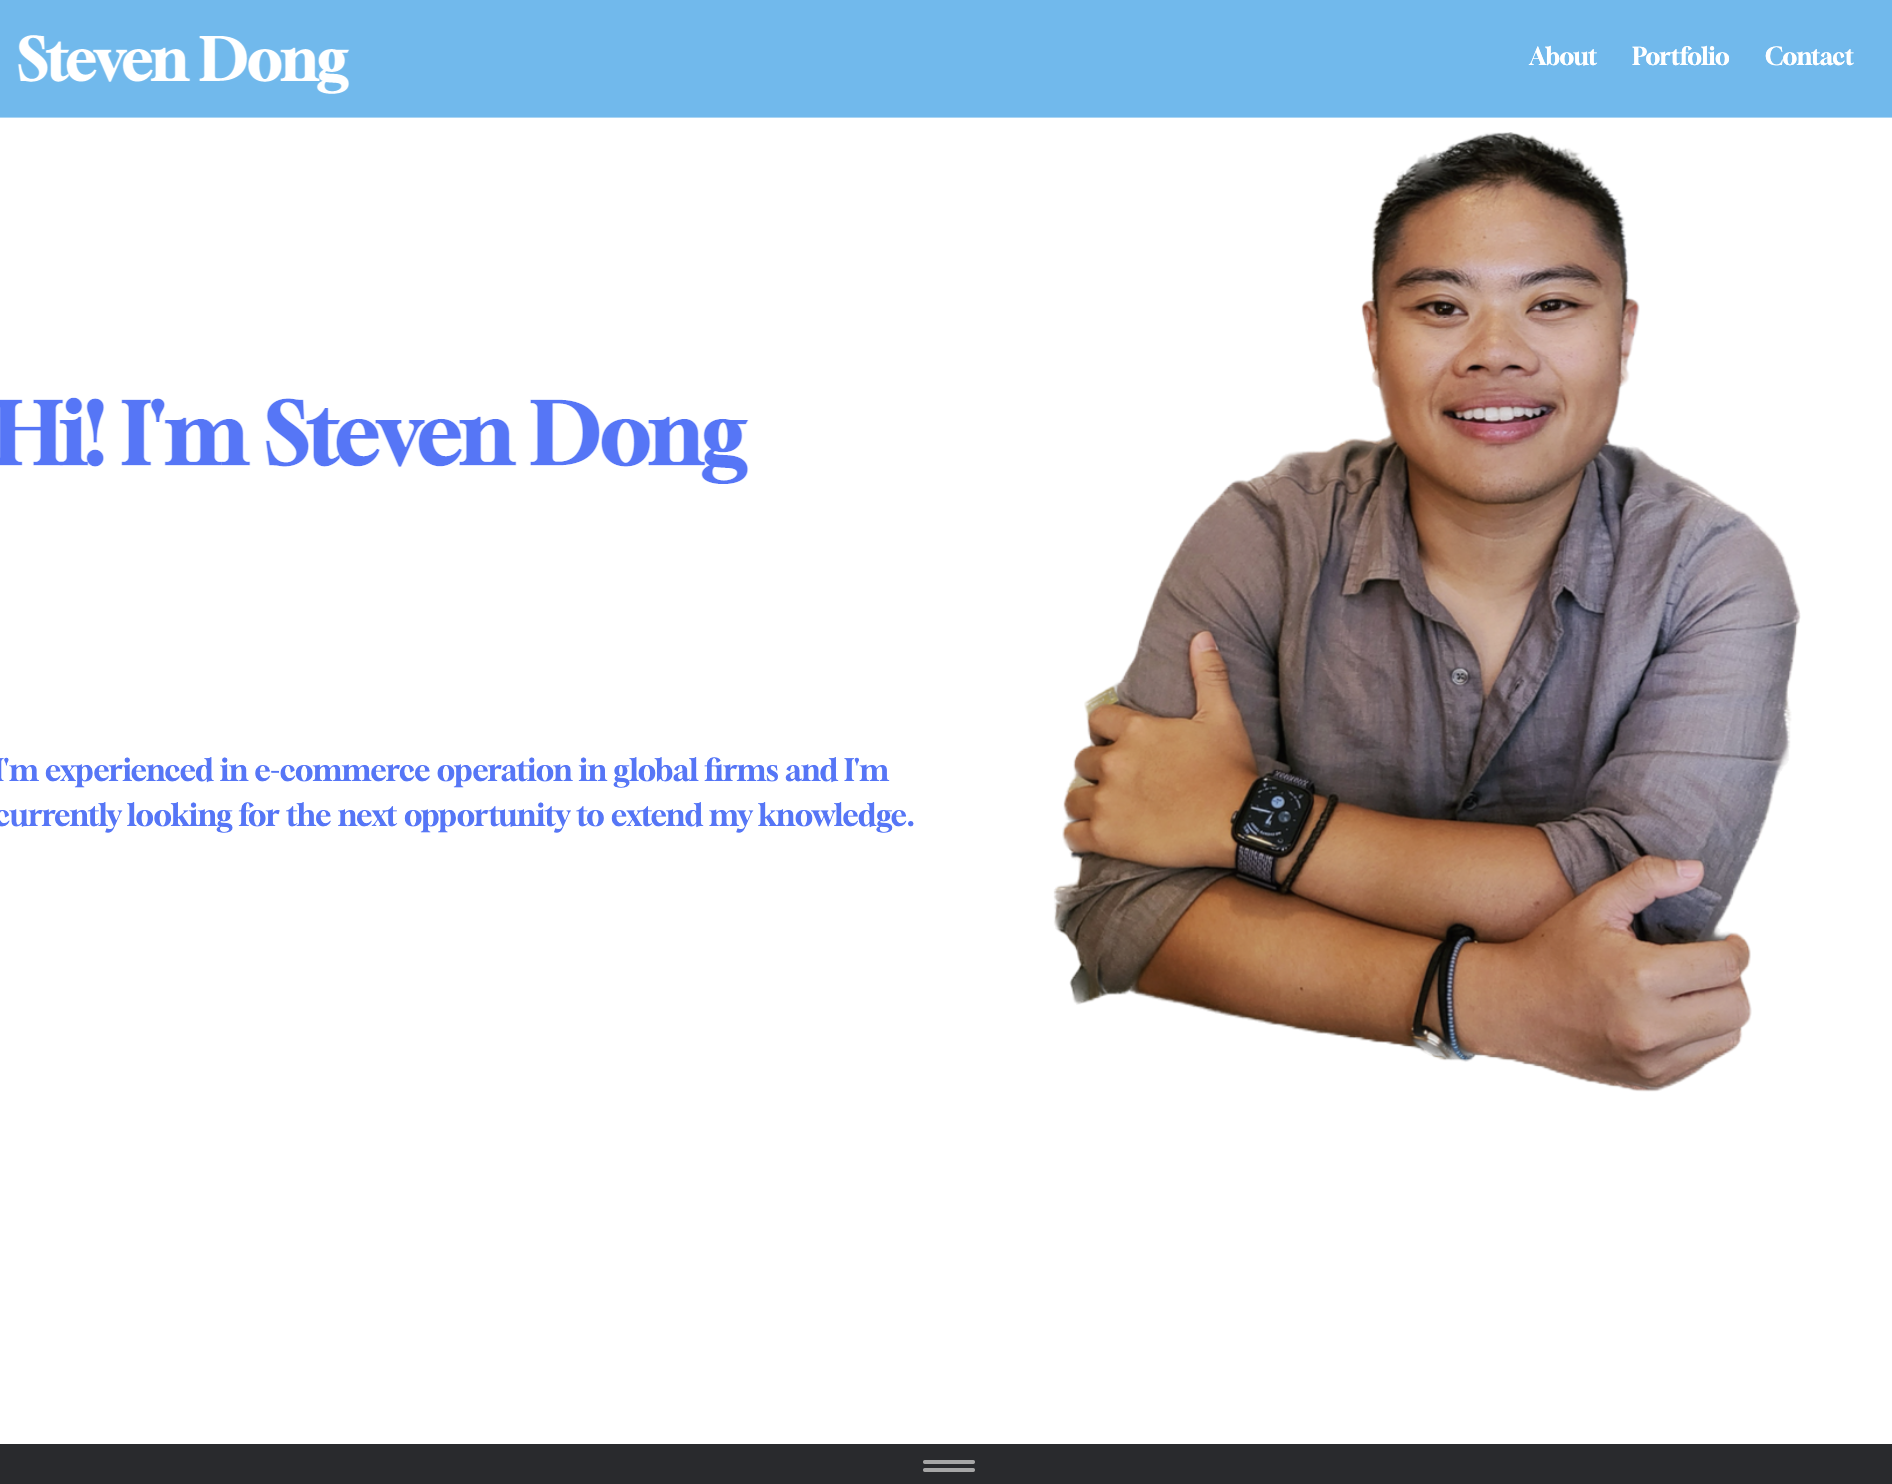 Steven Dong
About Portfolio Contact
Hi! I'm Steven Dong
I'm experienced in e-commerce operation in global firms and I'm
currently looking for the next opportunity to extend my knowledge.